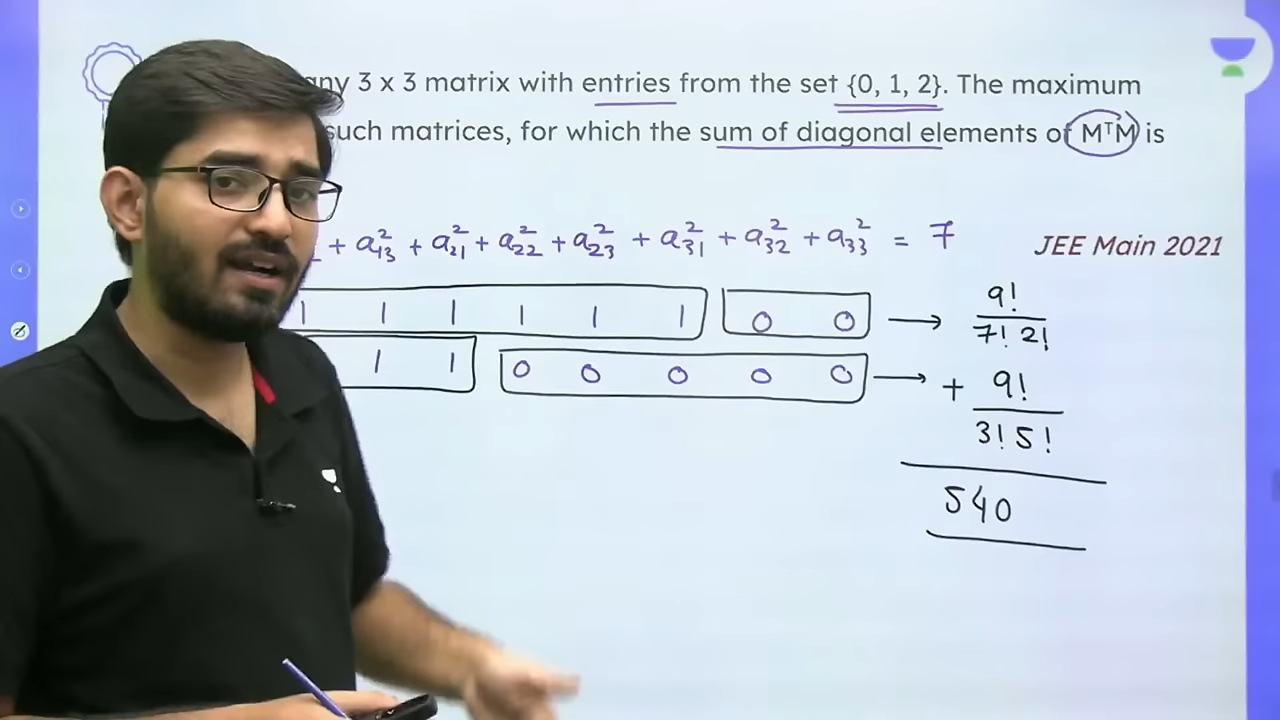 any 3 x 3 matrix with entries from the set {0, 1, 2}. The maximum
such matrices, for which the sum of diagonal elements of MᵀM is
+ a₁₃² + a₂₁² + a₂₂² + a₂₃² + a₃₁² + a₃₂² + a₃₃² = 7
JEE Main 2021
1 1 1 1 1 1 0 0 → 9!/7! 2!
1 1 0 0 0 0 0 → + 9!/3! 5!
540